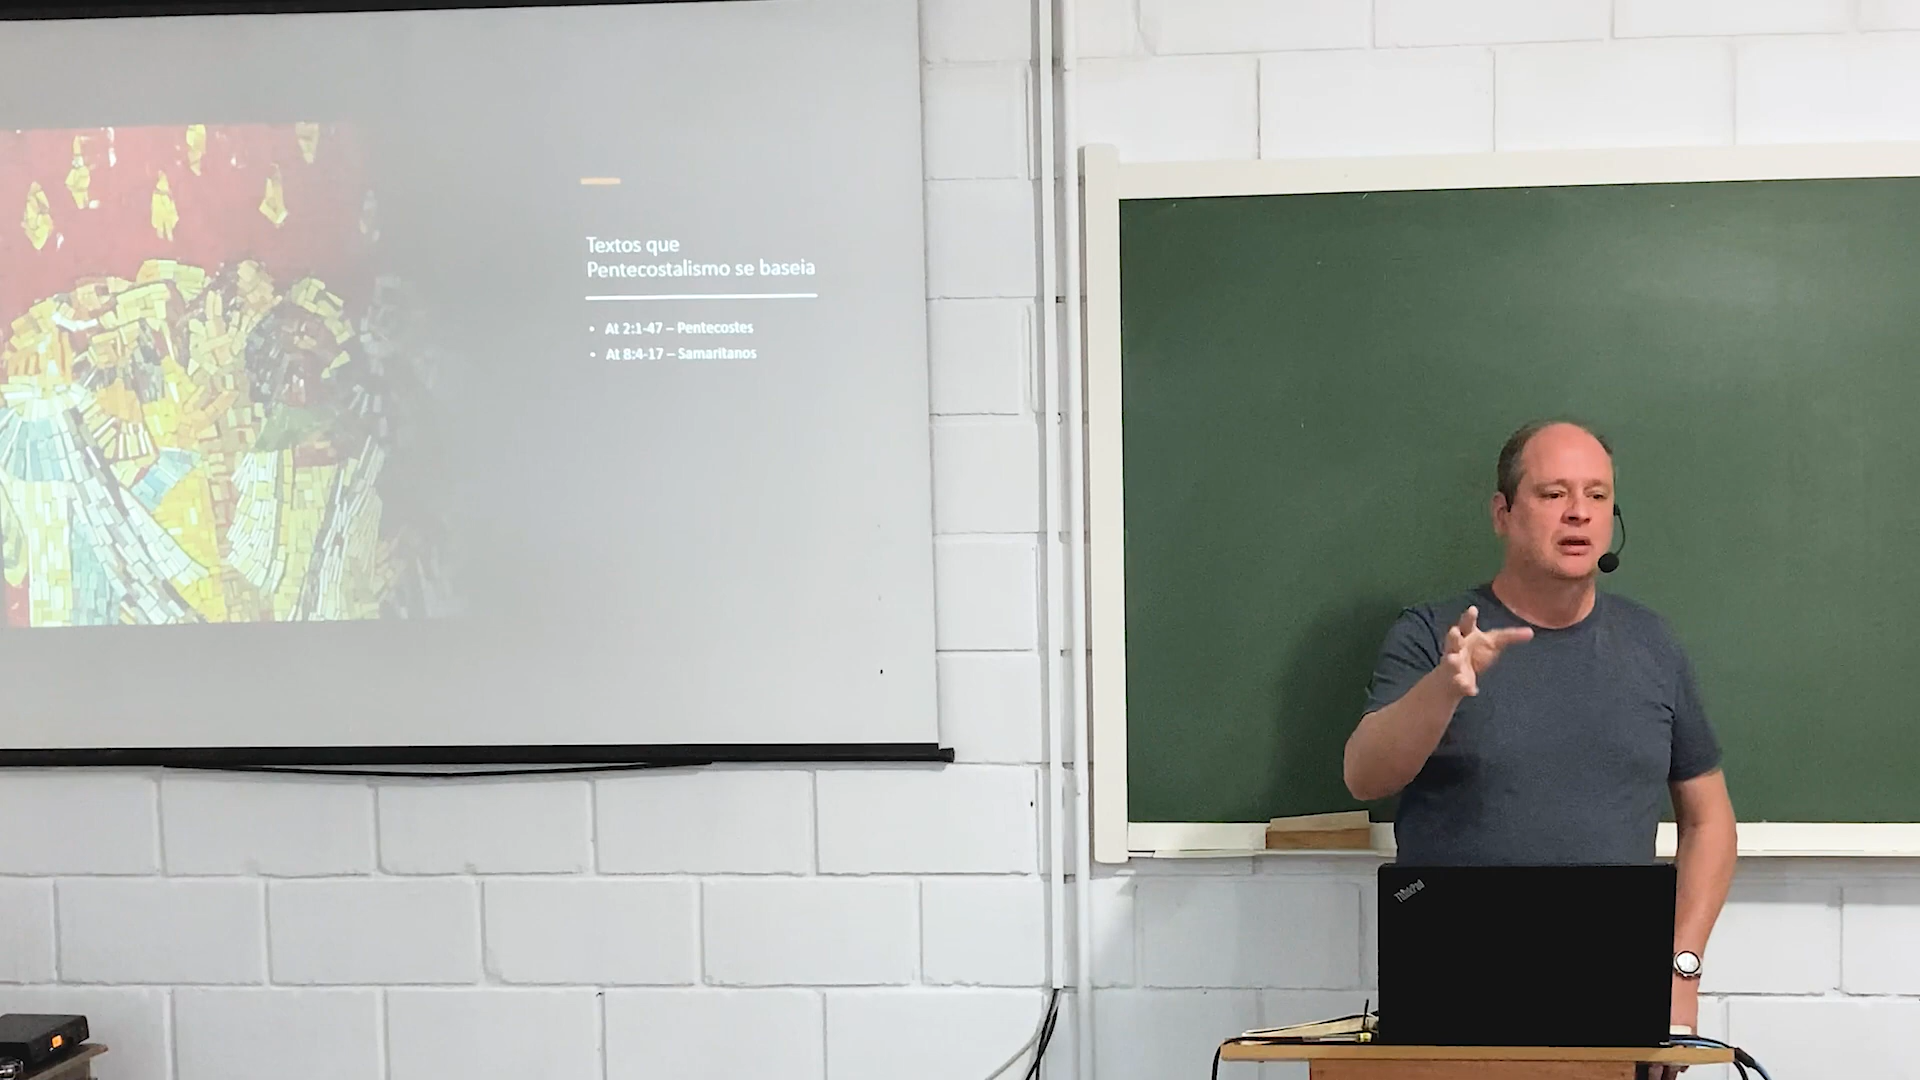 Textos que
Pentecostalismo se baseia
• At 2:1-47 – Pentecostes
• At 8:4-17 – Samaritanos
ThinkPad